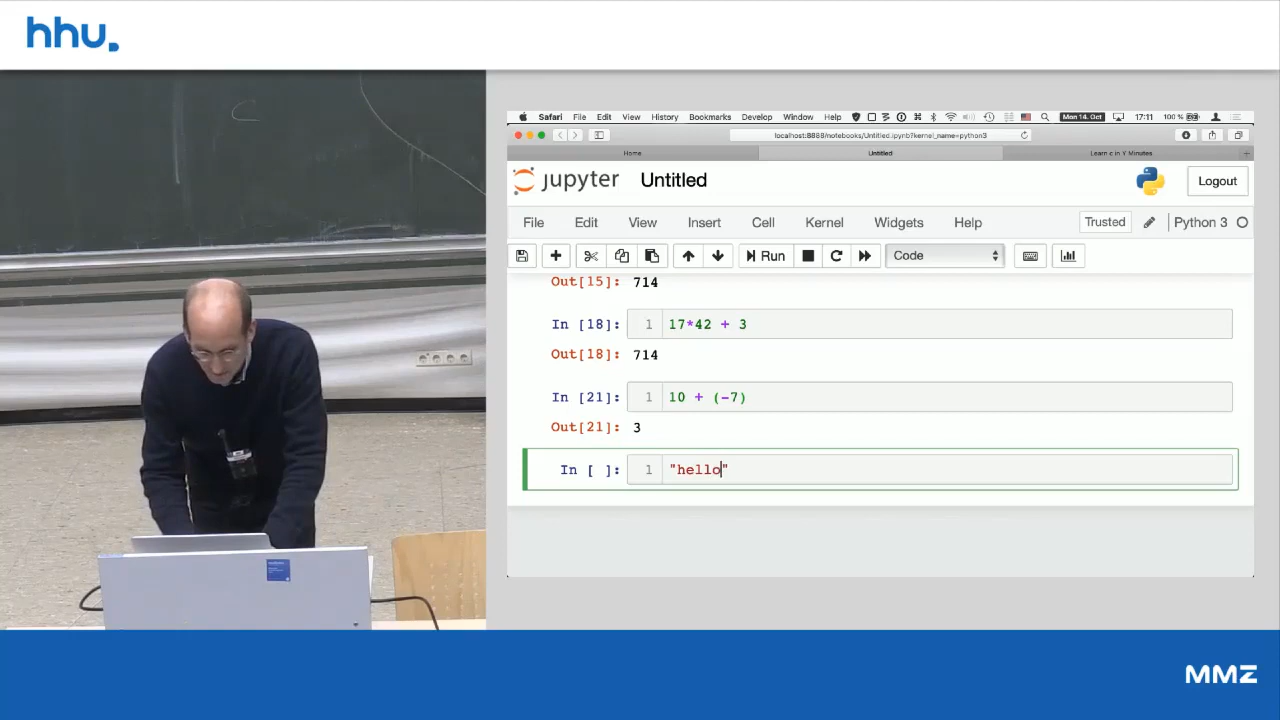 hhu.
Safari File Edit View History Bookmarks Develop Window Help Mon 14. Oct 17:11 100 %
localhost:8888/notebooks/Untitled.ipynb?kernel_name=python3
Home Untitled Learn c in Y Minutes
jupyter Untitled Logout
File Edit View Insert Cell Kernel Widgets Help Trusted Python 3
Run Code
Out[15]: 714
In [18]: 1 17*42 + 3
Out[18]: 714
In [21]: 1 10 + (-7)
Out[21]: 3
In [ ]: 1 "hello"
MMZ